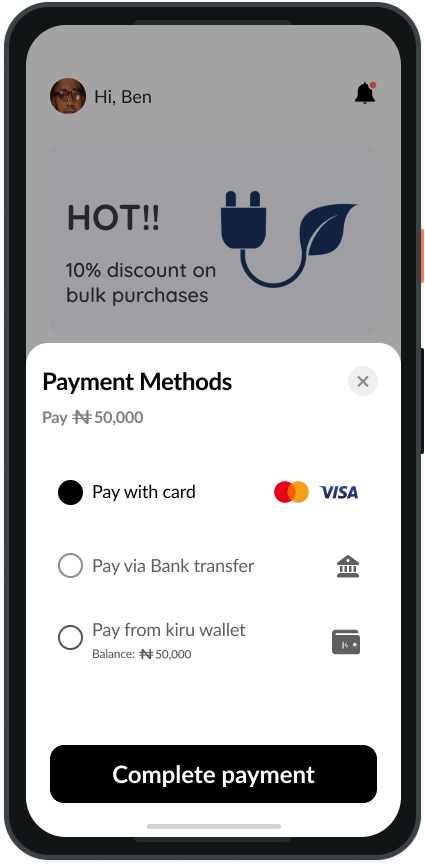 Hi, Ben
HOT!!
10% discount on
bulk purchases
Payment Methods
Pay ₦50,000
Pay with card
VISA
Pay via Bank transfer
Pay from kiru wallet
Balance: ₦50,000
Complete payment